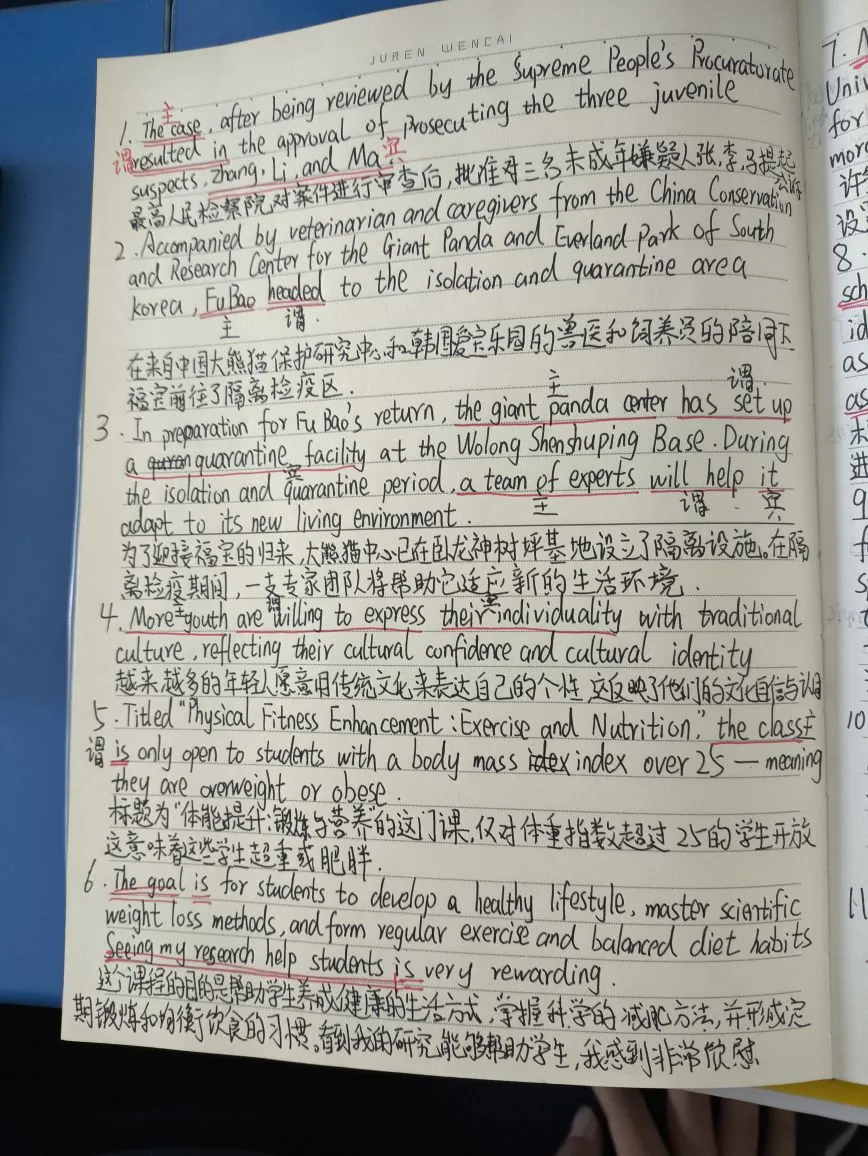 JUREN WENCAI
主
1. The case, after being reviewed by the Supreme People's Procuratorate
谓 resulted in the approval of prosecuting the three juvenile
suspects, Zhang, Li, and Ma 宾
最高人民检察院对案件进行审查后,批准对三名未成年嫌疑人张,李,马提起公诉
2. Accompanied by veterinarian and caregivers from the China Conservation
and Research Center for the Giant Panda and Everland Park of South
Korea, Fu Bao headed to the isolation and quarantine area
主 谓.
在来自中国大熊猫保护研究中心和韩国爱宝乐园的兽医和饲养员的陪同下
福宝前往了隔离检疫区.
主 谓
3. In preparation for Fu Bao's return, the giant panda center has set up
a quarantine facility at the Wolong Shenshuping Base. During
宾
the isolation and quarantine period, a team of experts will help it
主 谓 宾
adapt to its new living environment.
为了迎接福宝的归来,大熊猫中心已在卧龙神树坪基地设立了隔离设施。在隔
离检疫期间,一支专家团队将帮助它适应新的生活环境.
主 谓 宾
4. More youth are willing to express their individuality with traditional
culture, reflecting their cultural confidence and cultural identity
越来越多的年轻人愿意用传统文化来表达自己的个性 这反映了他们的文化自信与认同
5. Titled "Physical Fitness Enhancement: Exercise and Nutrition," the class 主
谓 is only open to students with a body mass index over 25 — meaning
they are overweight or obese.
标题为"体能提升:锻炼与营养"的这门课,仅对体重指数超过25的学生开放
这意味着这些学生超重或肥胖.
6. The goal is for students to develop a healthy lifestyle, master scientific
weight loss methods, and form regular exercise and balanced diet habits
Seeing my research help students is very rewarding.
这个课程的目的是帮助学生养成健康的生活方式,掌握科学的减肥方法,并形成定
期锻炼和均衡饮食的习惯。看到我的研究能够帮助学生,我感到非常欣慰
7.
Univ
for
more
许
设
8.
sch
id
as
as
10
11